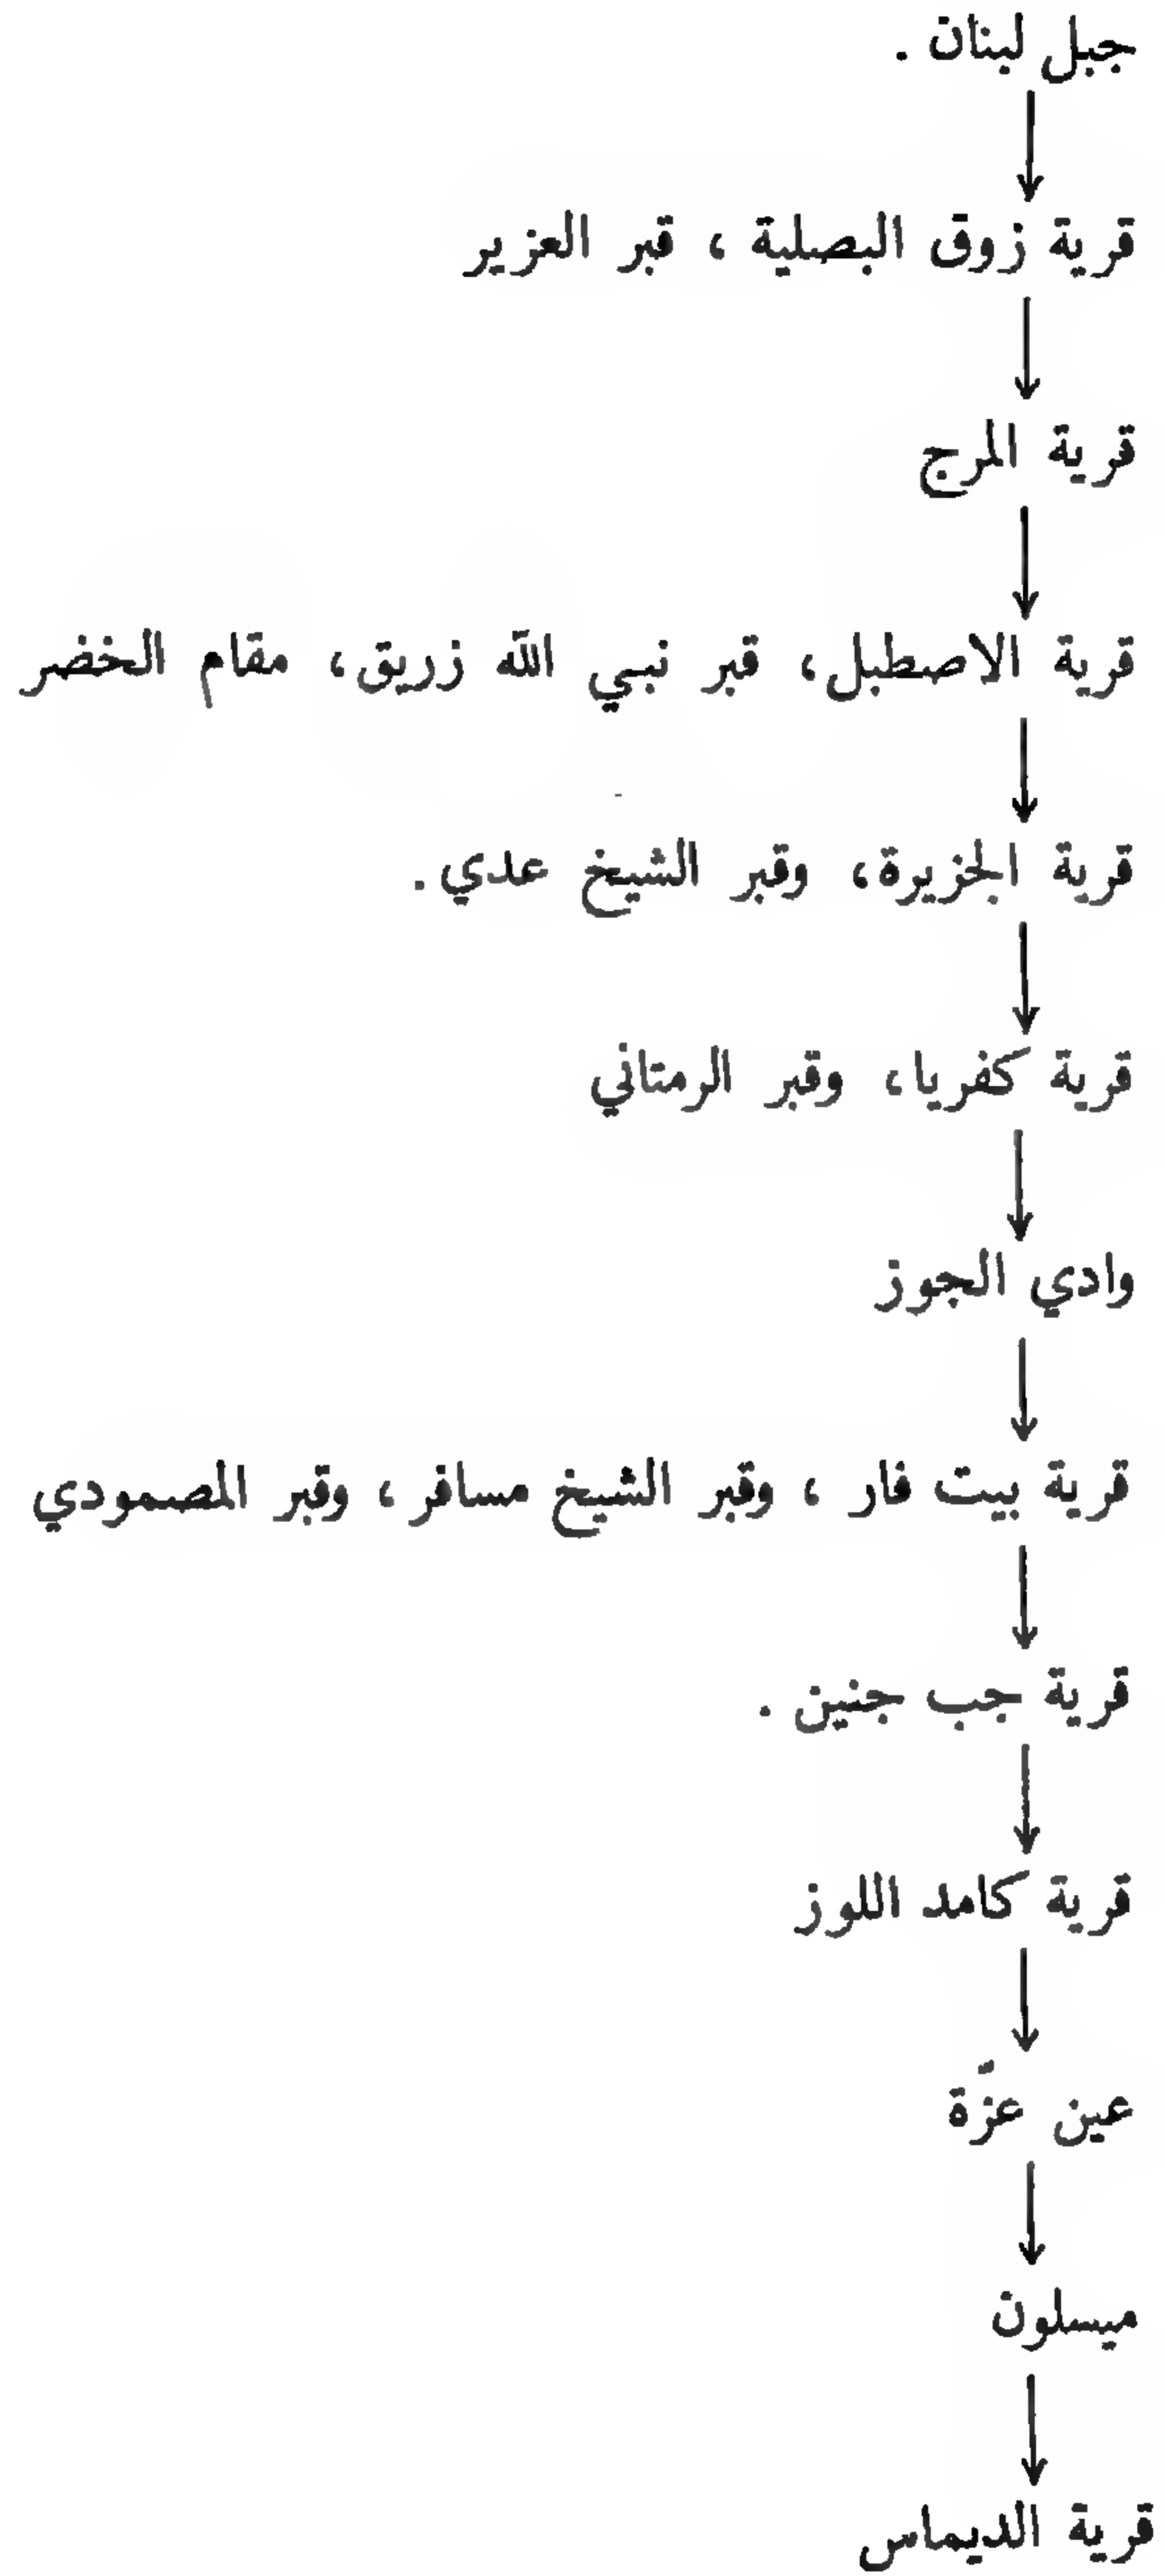 جبل لبنان .
قرية زوق البصلية ، قبر العزير
قرية المرج
قرية الاصطبل، قبر نبي الله زريق، مقام الخضر
قرية الجزيرة، وقبر الشيخ عدي .
قرية كفريا، وقبر الرمتاني
وادي الجوز
قرية بيت فار ، وقبر الشيخ مسافر، وقبر المصمودي
قرية جب جنين .
قرية كامد اللوز
عين عزّة
ميسلون
قرية الديماس